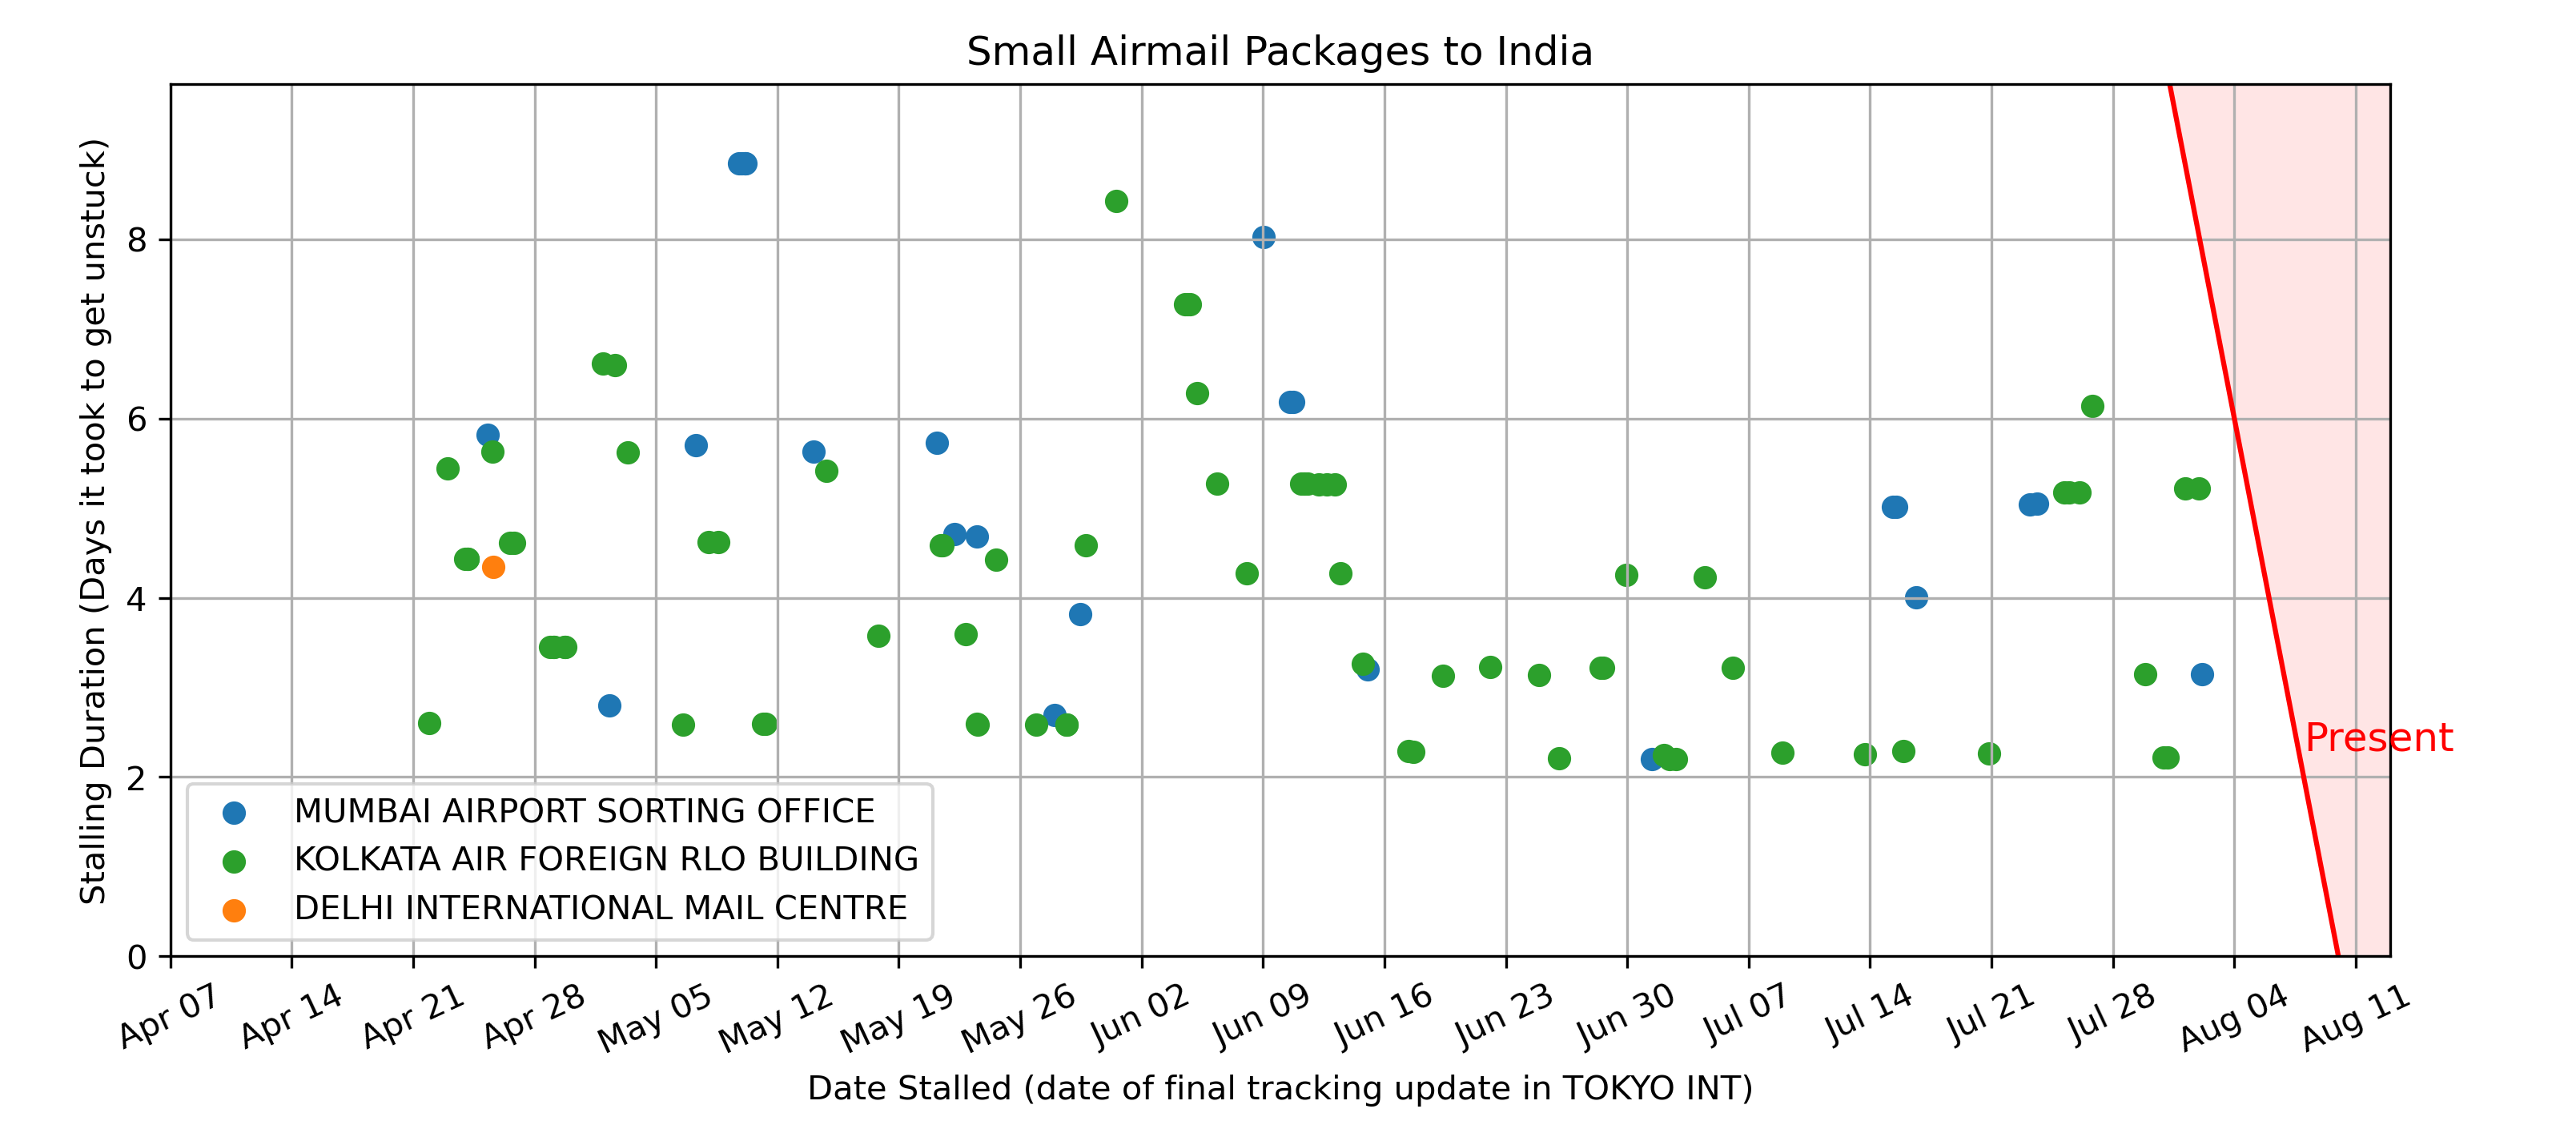 Small Airmail Packages to India
Stalling Duration (Days it took to get unstuck)
8
6
4
2
0
Present
MUMBAI AIRPORT SORTING OFFICE
KOLKATA AIR FOREIGN RLO BUILDING
DELHI INTERNATIONAL MAIL CENTRE
Apr 07 Apr 14 Apr 21 Apr 28 May 05 May 12 May 19 May 26 Jun 02 Jun 09 Jun 16 Jun 23 Jun 30 Jul 07 Jul 14 Jul 21 Jul 28 Aug 04 Aug 11
Date Stalled (date of final tracking update in TOKYO INT)